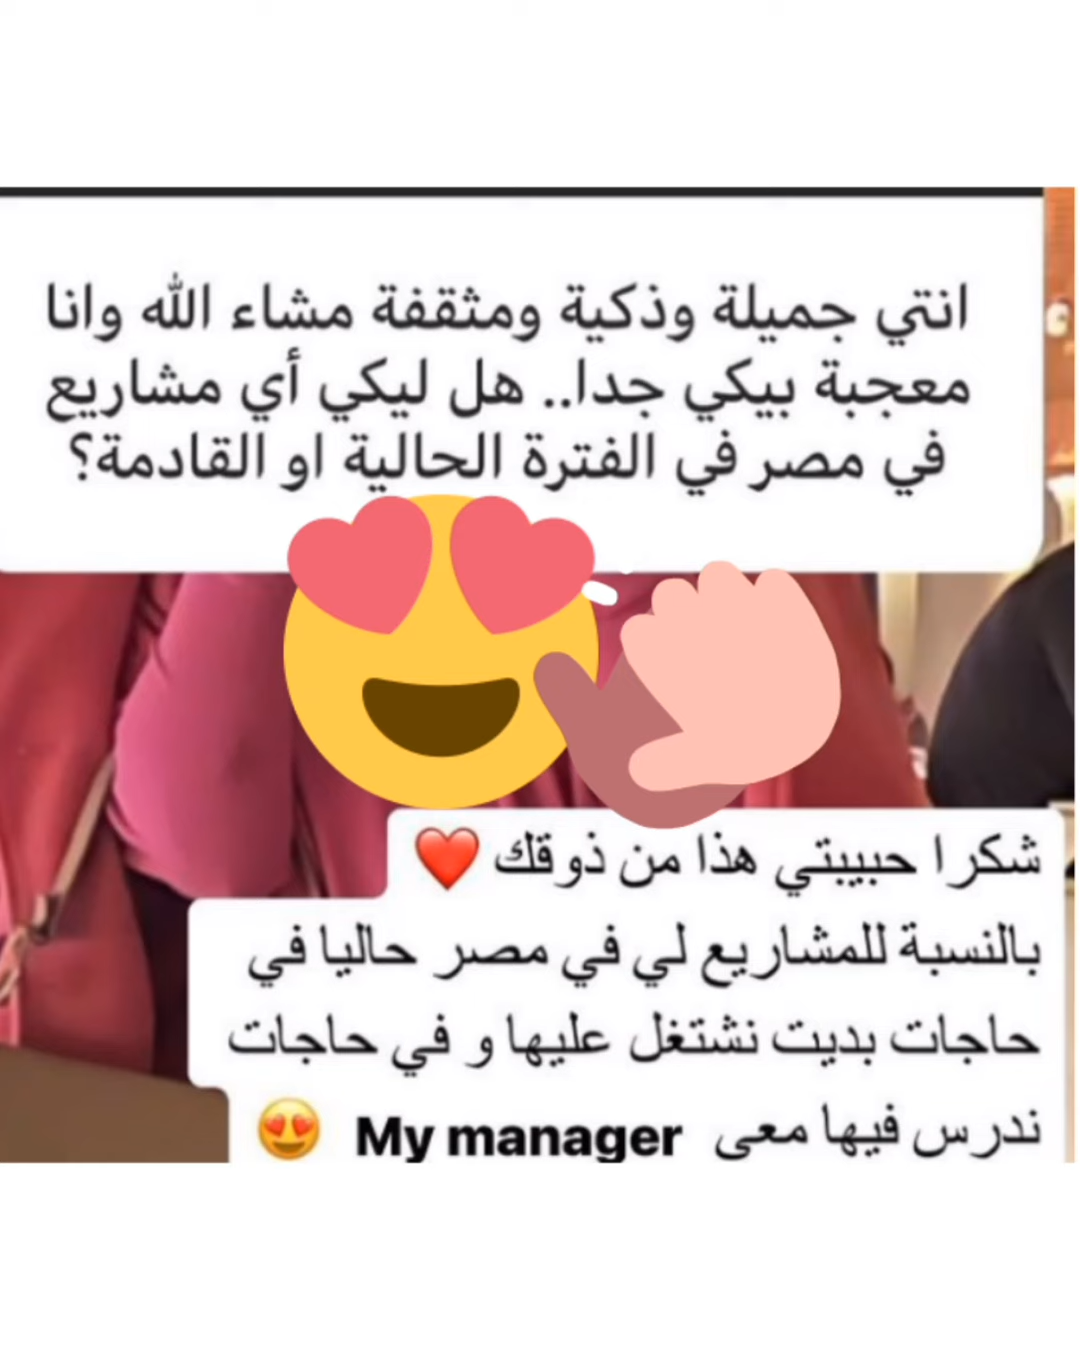 انتي جميلة وذكية ومثقفة مشاء الله وانا
معجبة بيكي جدا.. هل ليكي أي مشاريع
في مصر في الفترة الحالية او القادمة؟
شكرا حبيبتي هذا من ذوقك ❤️
بالنسبة للمشاريع لي في مصر حاليا في
حاجات بديت نشتغل عليها و في حاجات
ندرس فيها معى My manager 😍